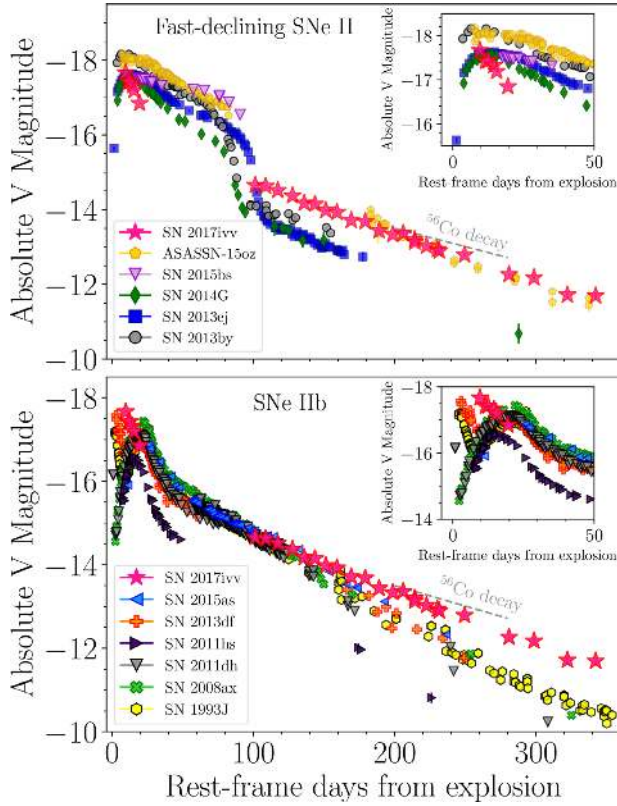 Fast-declining SNe II
Absolute V Magnitude
−18
−16
−14
−12
−10
SN 2017ivv
ASASSN-15oz
SN 2015bs
SN 2014G
SN 2013ej
SN 2013by
⁵⁶Co decay
Absolute V Magnitude
−18
−17
−16
0
50
Rest-frame days from explosion
SNe IIb
Absolute V Magnitude
−18
−16
−14
−12
−10
SN 2017ivv
SN 2015as
SN 2013df
SN 2011hs
SN 2011dh
SN 2008ax
SN 1993J
⁵⁶Co decay
Absolute V Magnitude
−18
−16
−14
0
50
Rest-frame days from explosion
0 80 160 240 300
Rest-frame days from explosion